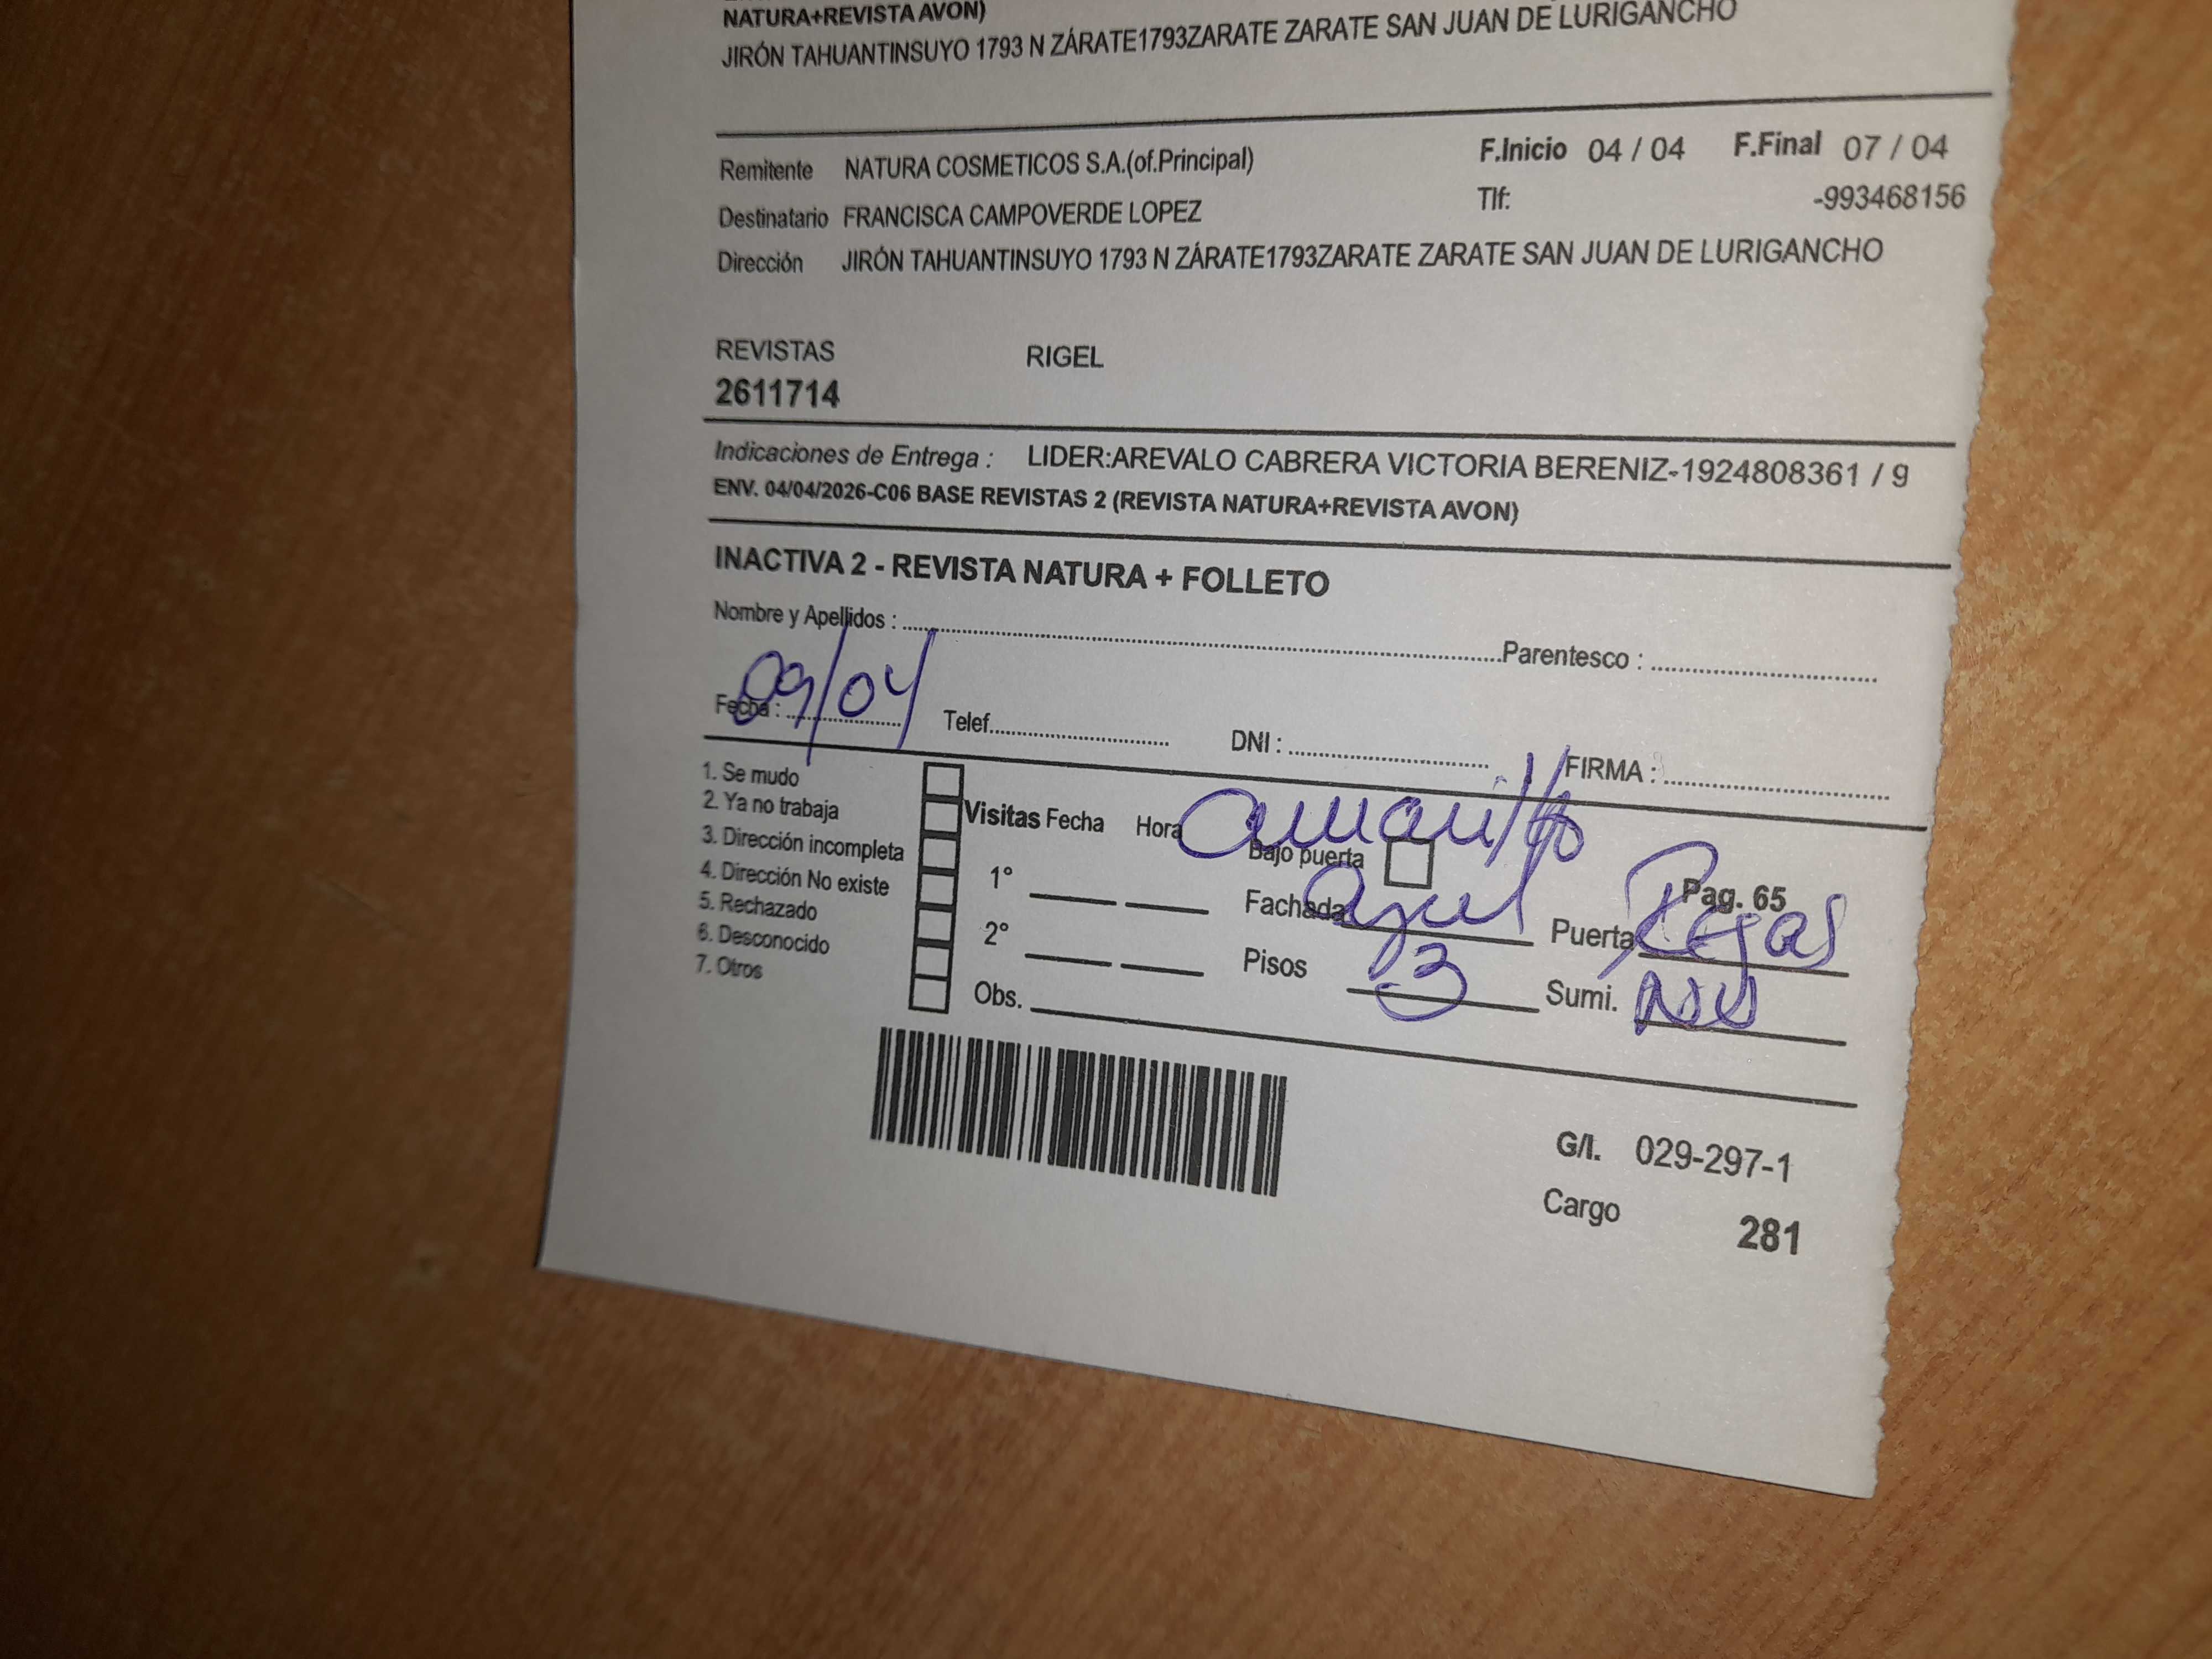 NATURA+REVISTA AVON)
JIRÓN TAHUANTINSUYO 1793 N ZÁRATE1793ZARATE ZARATE SAN JUAN DE LURIGANCHO
Remitente NATURA COSMETICOS S.A.(of.Principal) F.Inicio 04 / 04 F.Final 07 / 04
Destinatario FRANCISCA CAMPOVERDE LOPEZ Tlf: -993468156
Dirección JIRÓN TAHUANTINSUYO 1793 N ZÁRATE1793ZARATE ZARATE SAN JUAN DE LURIGANCHO
REVISTAS RIGEL
2611714
Indicaciones de Entrega : LIDER:AREVALO CABRERA VICTORIA BERENIZ-1924808361 / 9
ENV. 04/04/2026-C06 BASE REVISTAS 2 (REVISTA NATURA+REVISTA AVON)
INACTIVA 2 - REVISTA NATURA + FOLLETO
Nombre y Apellidos : Parentesco :
Fecha : 09/04 Telef. DNI : FIRMA :
1. Se mudo
2. Ya no trabaja Visitas Fecha Hora amarillo
3. Dirección incompleta Bajo puerta
4. Dirección No existe 1° Fachada azul Pag. 65
5. Rechazado Puerta Rejas
6. Desconocido 2° Pisos 3 Sumi.
7. Otros Obs.
G/I. 029-297-1
Cargo 281